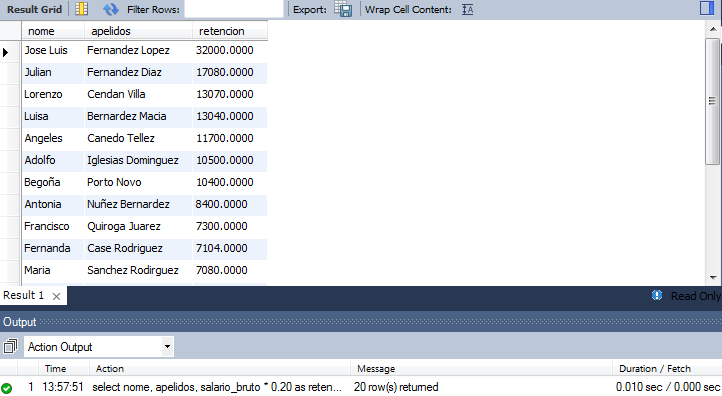 Result Grid Filter Rows: Export: Wrap Cell Content:
nome apelidos retencion
Jose Luis Fernandez Lopez 32000.0000
Julian Fernandez Diaz 17080.0000
Lorenzo Cendan Villa 13070.0000
Luisa Bernardez Macia 13040.0000
Angeles Canedo Tellez 11700.0000
Adolfo Iglesias Dominguez 10500.0000
Begoña Porto Novo 10400.0000
Antonia Nuñez Bernardez 8400.0000
Francisco Quiroga Juarez 7300.0000
Fernanda Case Rodriguez 7104.0000
Maria Sanchez Rodirguez 7080.0000
Result 1 Read Only
Output
Action Output
Time Action Message Duration / Fetch
1 13:57:51 select nome, apelidos, salario_bruto * 0.20 as reten... 20 row(s) returned 0.010 sec / 0.000 sec